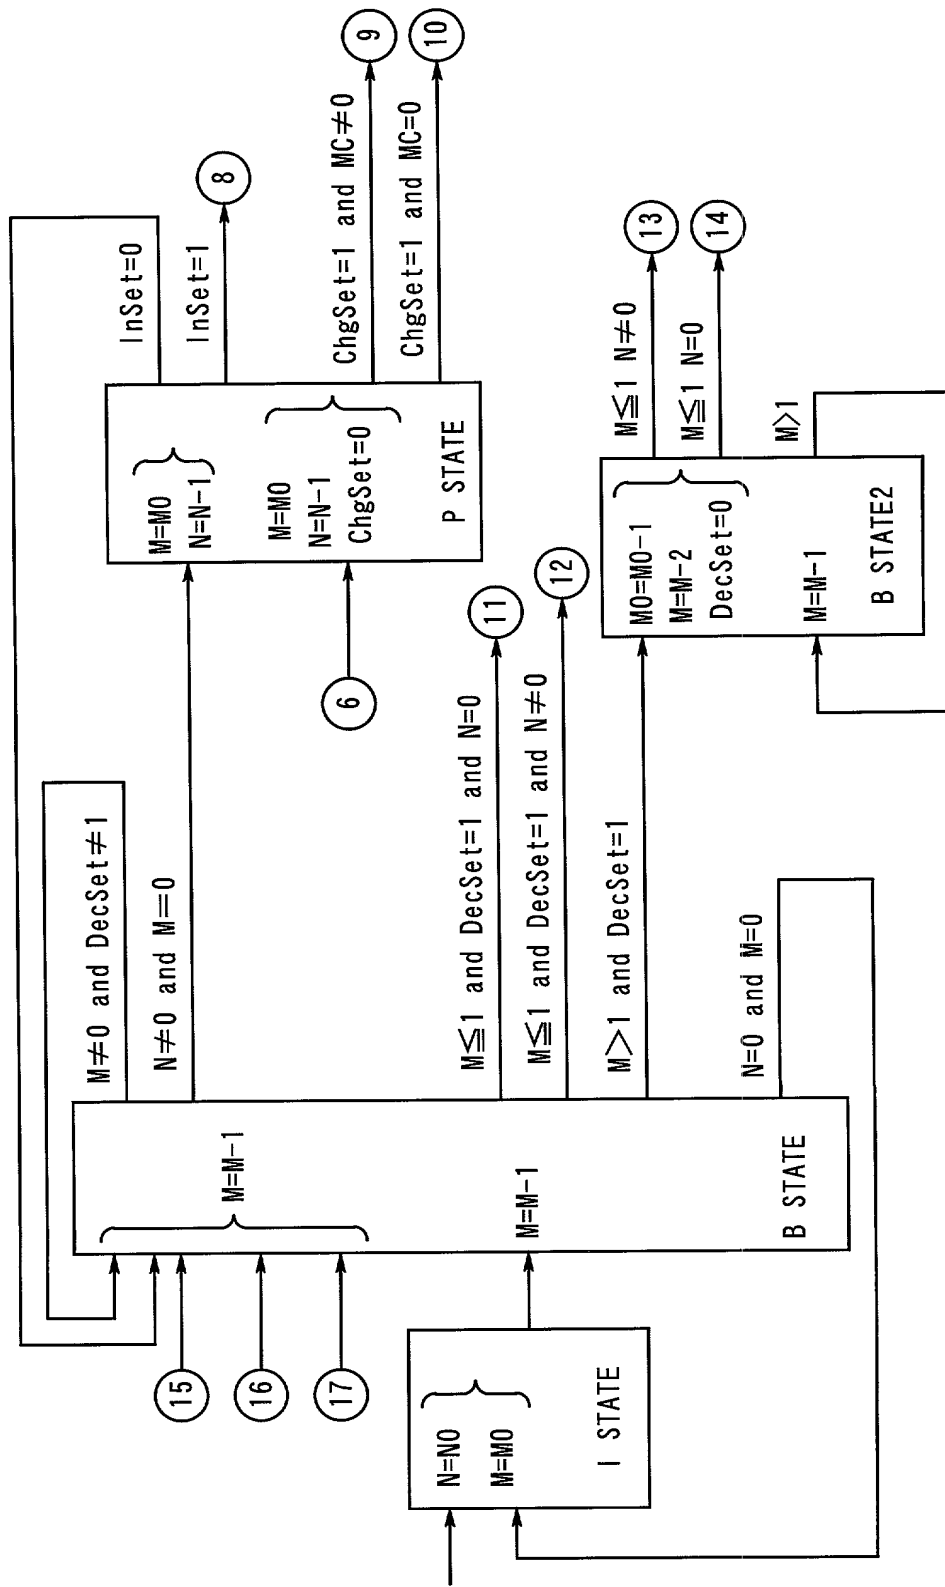 InSet=0
InSet=1
8
ChgSet=1 and MC≠0
9
ChgSet=1 and MC=0
10
M=M0
N=N-1
M=M0
N=N-1
ChgSet=0
P STATE
6
M≠0 and DecSet≠1
N≠0 and M=0
M≦1 and DecSet=1 and N=0
11
M≦1 and DecSet=1 and N≠0
12
M>1 and DecSet=1
N=0 and M=0
M=M-1
M=M-1
B STATE
15
16
17
N=N0
M=M0
I STATE
M0=M0-1
M=M-2
DecSet=0
M=M-1
B STATE2
M≦1 N≠0
13
M≦1 N=0
14
M>1